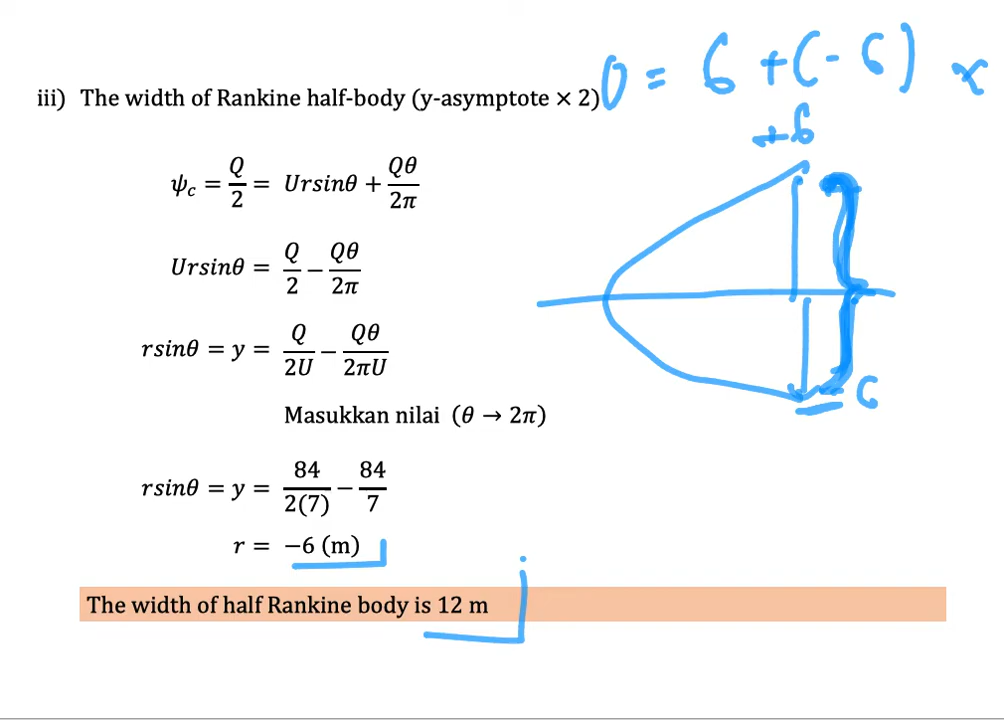 iii) The width of Rankine half-body (y-asymptote × 2)
0 = 6 + (-6) x
+6
ψc = Q/2 = Ursinθ + Qθ/2π
Ursinθ = Q/2 − Qθ/2π
rsinθ = y = Q/2U − Qθ/2πU
Masukkan nilai (θ → 2π)
-6
rsinθ = y = 84/2(7) − 84/7
r = −6 (m)
The width of half Rankine body is 12 m